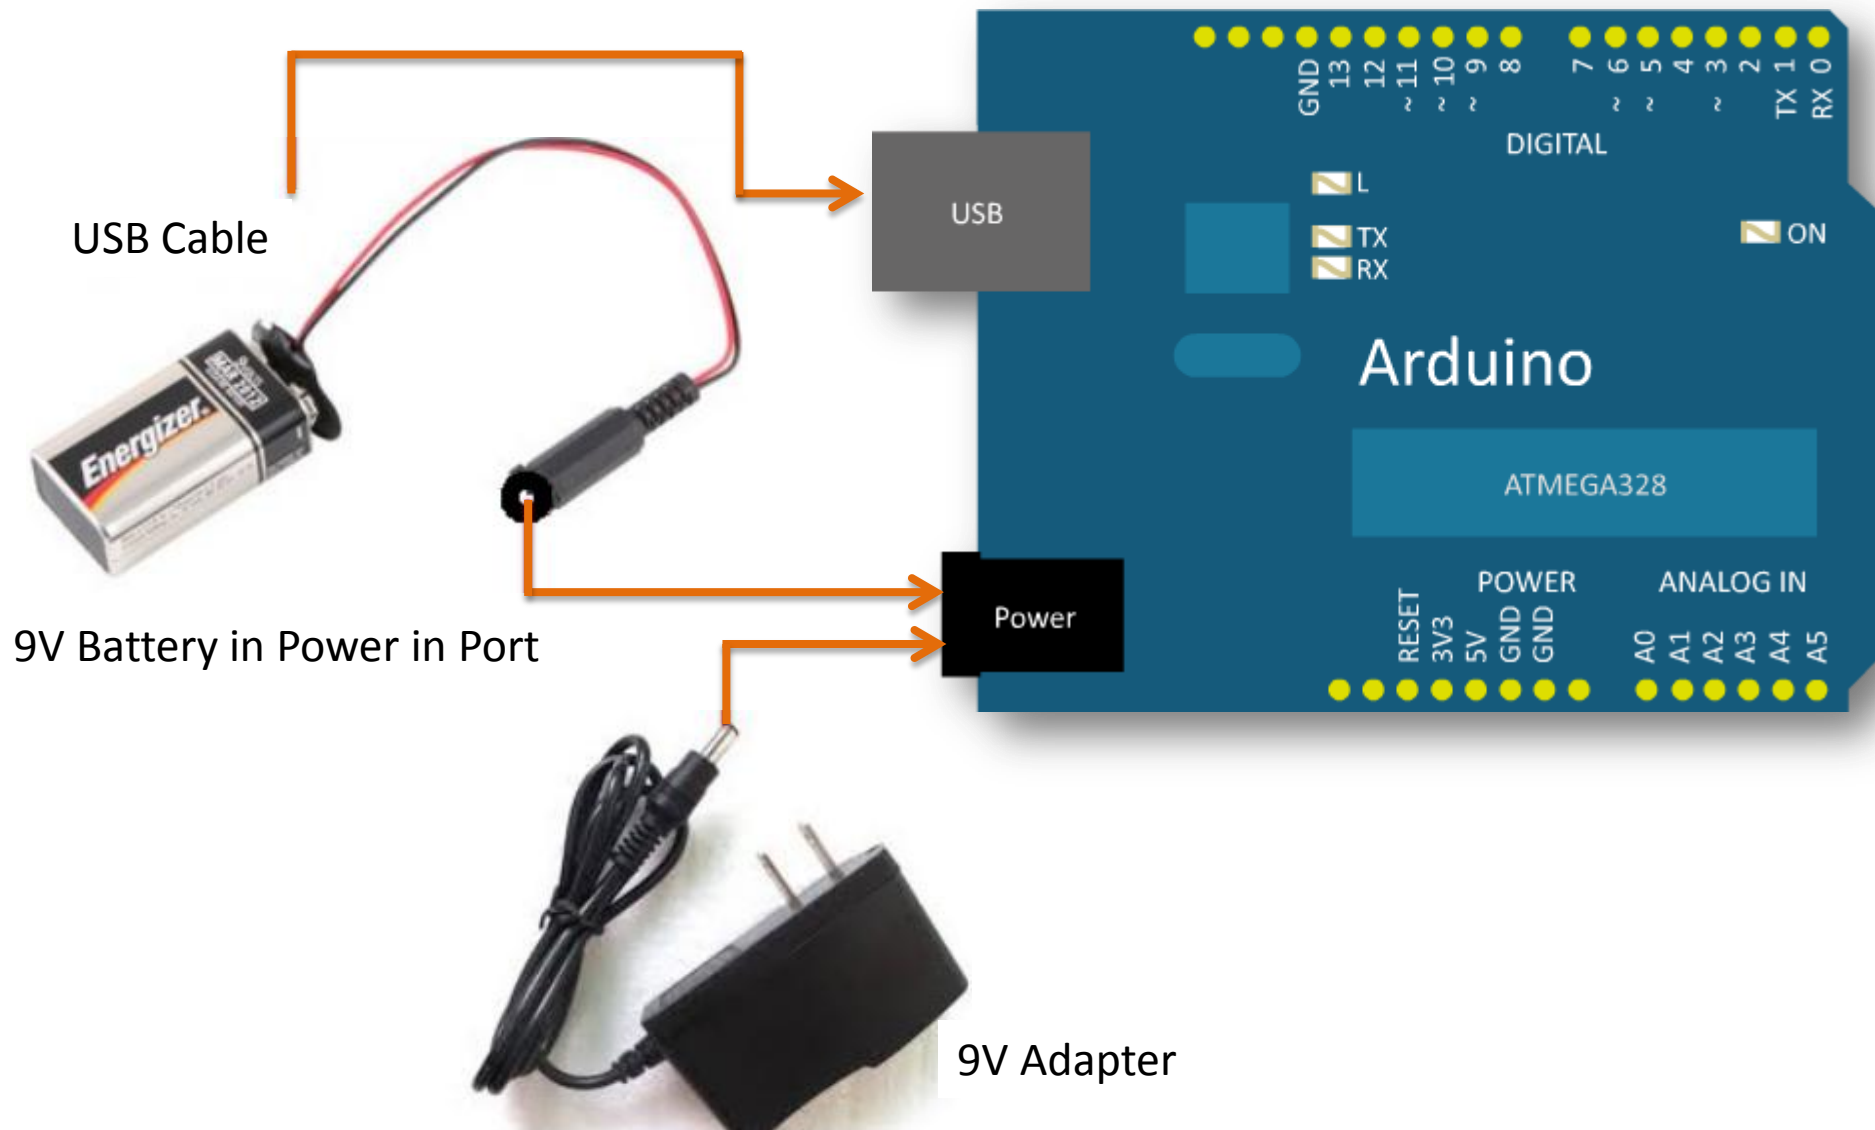 GND
13
12
~ 11
~ 10
~ 9
8
7
~ 6
~ 5
4
~ 3
2
TX 1
RX 0
DIGITAL
USB
L
TX
RX
ON
USB Cable
Arduino
MAR 2012
Energizer.
ATMEGA328
Power
POWER
ANALOG IN
RESET
3V3
5V
GND
GND
A0
A1
A2
A3
A4
A5
9V Battery in Power in Port
9V Adapter